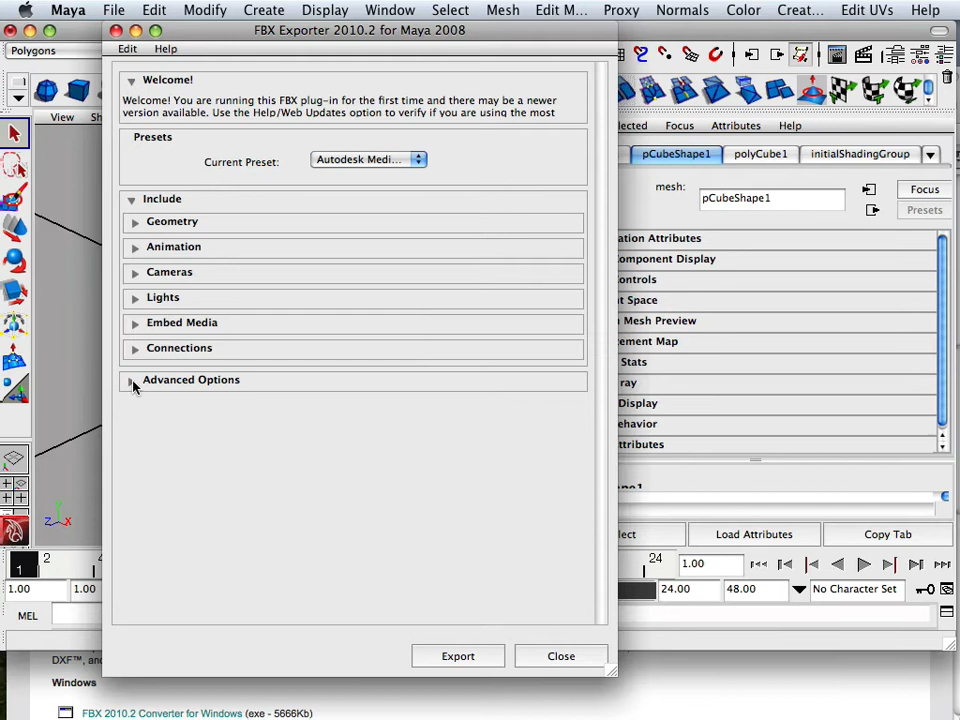 Maya File Edit Modify Create Display Window Select Mesh Edit M... Proxy Normals Color Creat... Edit UVs Help
FBX Exporter 2010.2 for Maya 2008
Polygons
Edit Help
View Sh
Welcome!
Welcome! You are running this FBX plug-in for the first time and there may be a newer
version available. Use the Help/Web Updates option to verify if you are using the most
Presets
Current Preset: Autodesk Medi...
Include
Geometry
Animation
Cameras
Lights
Embed Media
Connections
Advanced Options
Export Close
lected Focus Attributes Help
pCubeShape1 polyCube1 initialShadingGroup
mesh: pCubeShape1 Focus
Presets
ation Attributes
omponent Display
ontrols
t Space
n Mesh Preview
cement Map
Stats
ray
isplay
ehavior
ttributes
lect Load Attributes Copy Tab
z x
1 2 24 1.00
1.00 1.00 24.00 48.00 No Character Set
MEL
DXF™, and
Windows
FBX 2010.2 Converter for Windows (exe - 5666Kb)